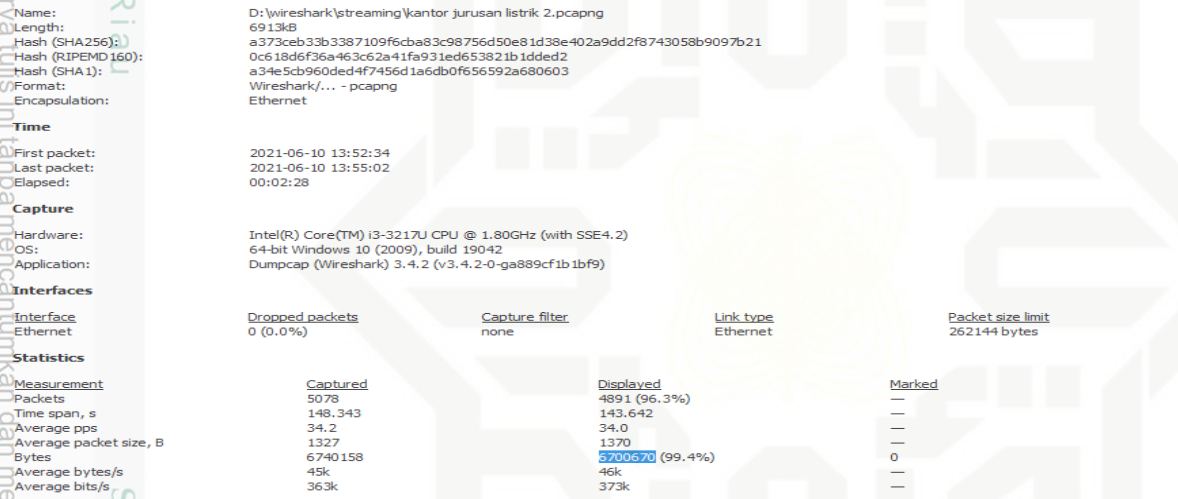 Name: D:\wireshark\streaming\kantor jurusan listrik 2.pcapng
Length: 6913kB
Hash (SHA256): a373ceb33b3387109f6cba83c98756d50e81d38e402a9dd2f8743058b9097b21
Hash (RIPEMD160): 0c618d6f36a463c62a41fa931ed653821b1dded2
Hash (SHA1): a34e5cb960ded4f7456d1a6db0f656592a680603
Format: Wireshark/... - pcapng
Encapsulation: Ethernet
Time
First packet: 2021-06-10 13:52:34
Last packet: 2021-06-10 13:55:02
Elapsed: 00:02:28
Capture
Hardware: Intel(R) Core(TM) i3-3217U CPU @ 1.80GHz (with SSE4.2)
OS: 64-bit Windows 10 (2009), build 19042
Application: Dumpcap (Wireshark) 3.4.2 (v3.4.2-0-ga889cf1b1bf9)
Interfaces
Interface Dropped packets Capture filter Link type Packet size limit
Ethernet 0 (0.0%) none Ethernet 262144 bytes
Statistics
Measurement Captured Displayed Marked
Packets 5078 4891 (96.3%) —
Time span, s 148.343 143.642 —
Average pps 34.2 34.0 —
Average packet size, B 1327 1370 —
Bytes 6740158 6700670 (99.4%) 0
Average bytes/s 45k 46k —
Average bits/s 363k 373k —
tulis ini tanpa mencantumkan dan
Riau